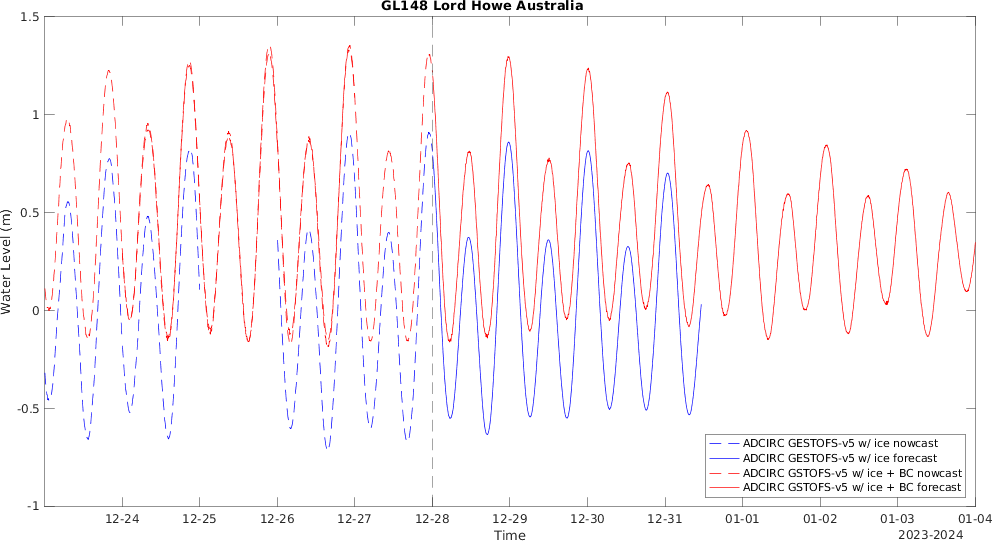 GL148 Lord Howe Australia
1.5
1
0.5
0
-0.5
-1
Water Level (m)
12-24 12-25 12-26 12-27 12-28 12-29 12-30 12-31 01-01 01-02 01-03 01-04
Time
2023-2024
ADCIRC GESTOFS-v5 w/ ice nowcast
ADCIRC GESTOFS-v5 w/ ice forecast
ADCIRC GSTOFS-v5 w/ ice + BC nowcast
ADCIRC GSTOFS-v5 w/ ice + BC forecast